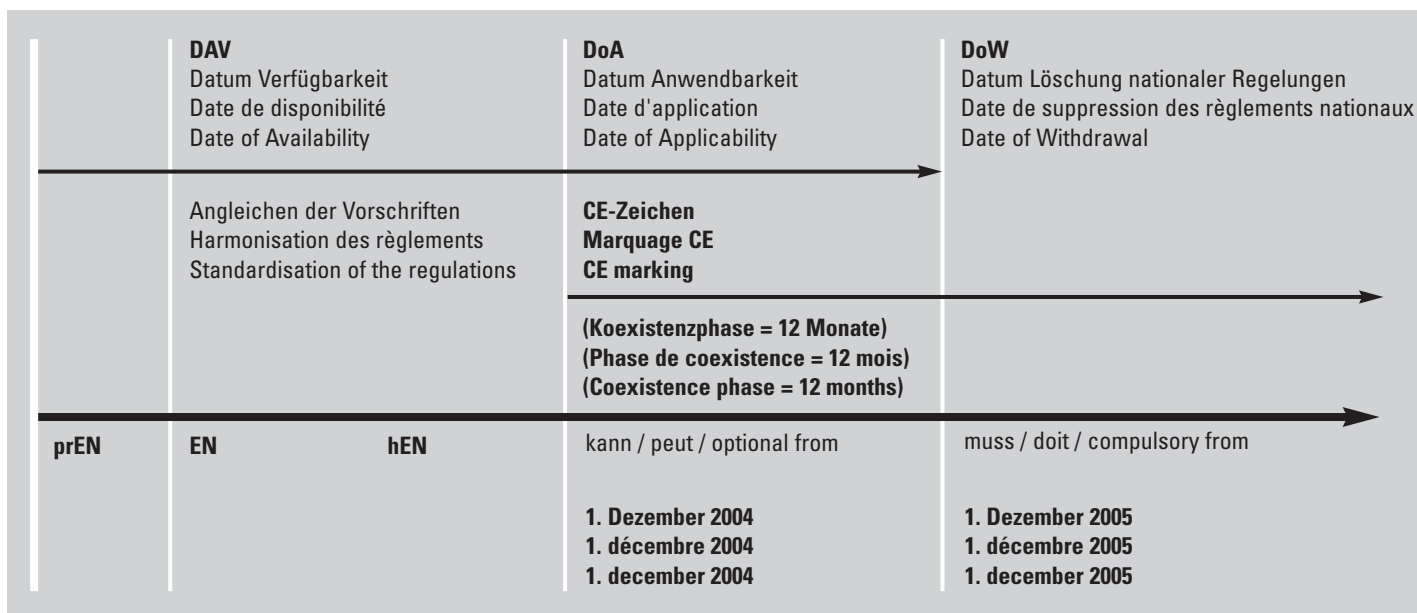 DAV
Datum Verfügbarkeit
Date de disponibilité
Date of Availability
DoA
Datum Anwendbarkeit
Date d'application
Date of Applicability
DoW
Datum Löschung nationaler Regelungen
Date de suppression des règlements nationaux
Date of Withdrawal
Angleichen der Vorschriften
Harmonisation des règlements
Standardisation of the regulations
CE-Zeichen
Marquage CE
CE marking
(Koexistenzphase = 12 Monate)
(Phase de coexistence = 12 mois)
(Coexistence phase = 12 months)
prEN
EN
hEN
kann / peut / optional from
muss / doit / compulsory from
1. Dezember 2004
1. décembre 2004
1. december 2004
1. Dezember 2005
1. décembre 2005
1. december 2005